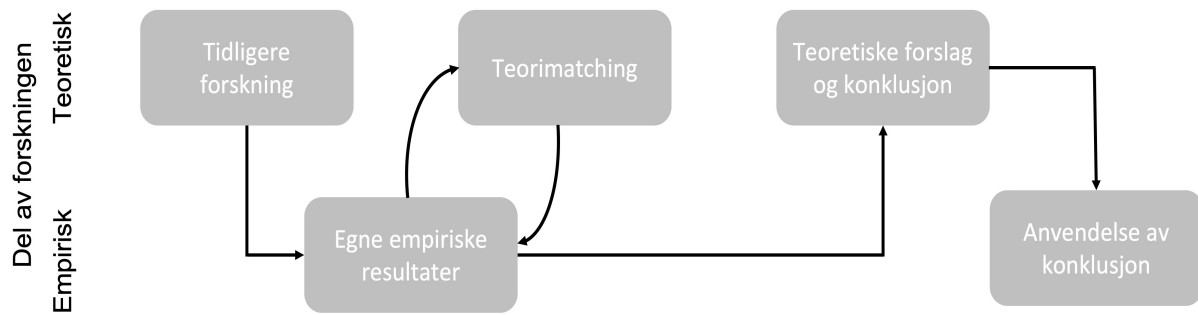 Del av forskningen
Teoretisk
Empirisk
Tidligere
forskning
Teorimatching
Teoretiske forslag
og konklusjon
Egne empiriske
resultater
Anvendelse av
konklusjon